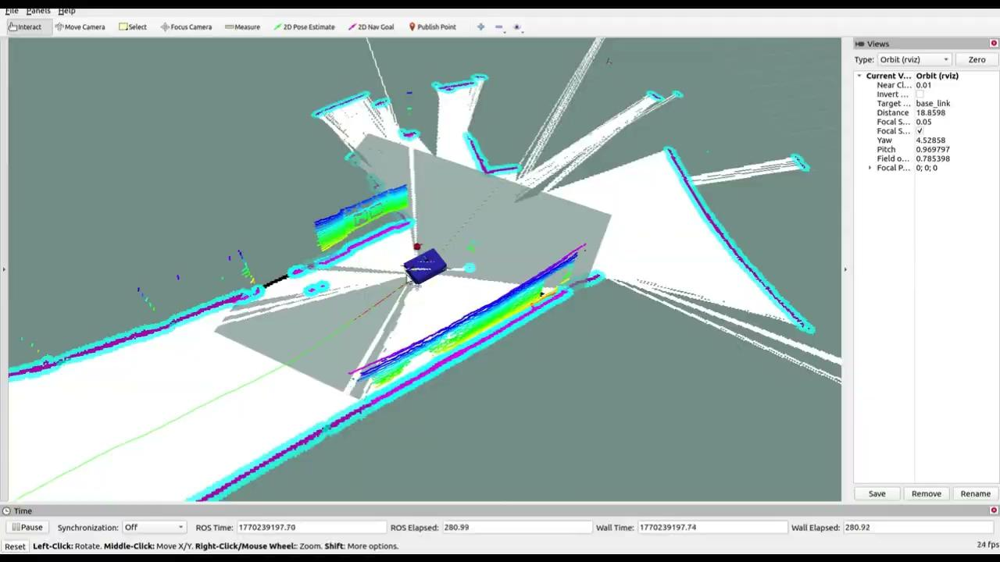 File Panels Help
Interact Move Camera Select Focus Camera Measure 2D Pose Estimate 2D Nav Goal Publish Point
Views
Type: Orbit (rviz) Zero
Current V... Orbit (rviz)
Near Cl... 0.01
Invert ...
Target ... base_link
Distance 18.8598
Focal S... 0.05
Focal S... ✓
Yaw 4.52858
Pitch 0.969797
Field o... 0.785398
Focal P... 0; 0; 0
Save Remove Rename
Time
Pause Synchronization: Off ROS Time: 1770239197.70 ROS Elapsed: 280.99 Wall Time: 1770239197.74 Wall Elapsed: 280.92
Reset Left-Click: Rotate. Middle-Click: Move X/Y. Right-Click/Mouse Wheel: Zoom. Shift: More options. 24 fps